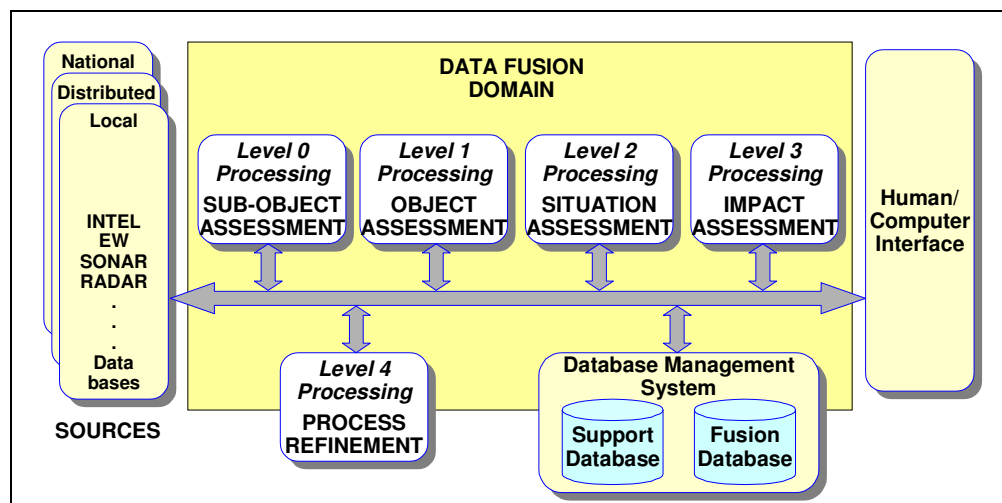 National
Distributed
Local
INTEL
EW
SONAR
RADAR
.
.
.
Data
bases
SOURCES
DATA FUSION
DOMAIN
Level 0
Processing
SUB-OBJECT
ASSESSMENT
Level 1
Processing
OBJECT
ASSESSMENT
Level 2
Processing
SITUATION
ASSESSMENT
Level 3
Processing
IMPACT
ASSESSMENT
Level 4
Processing
PROCESS
REFINEMENT
Database Management
System
Support
Database
Fusion
Database
Human/
Computer
Interface